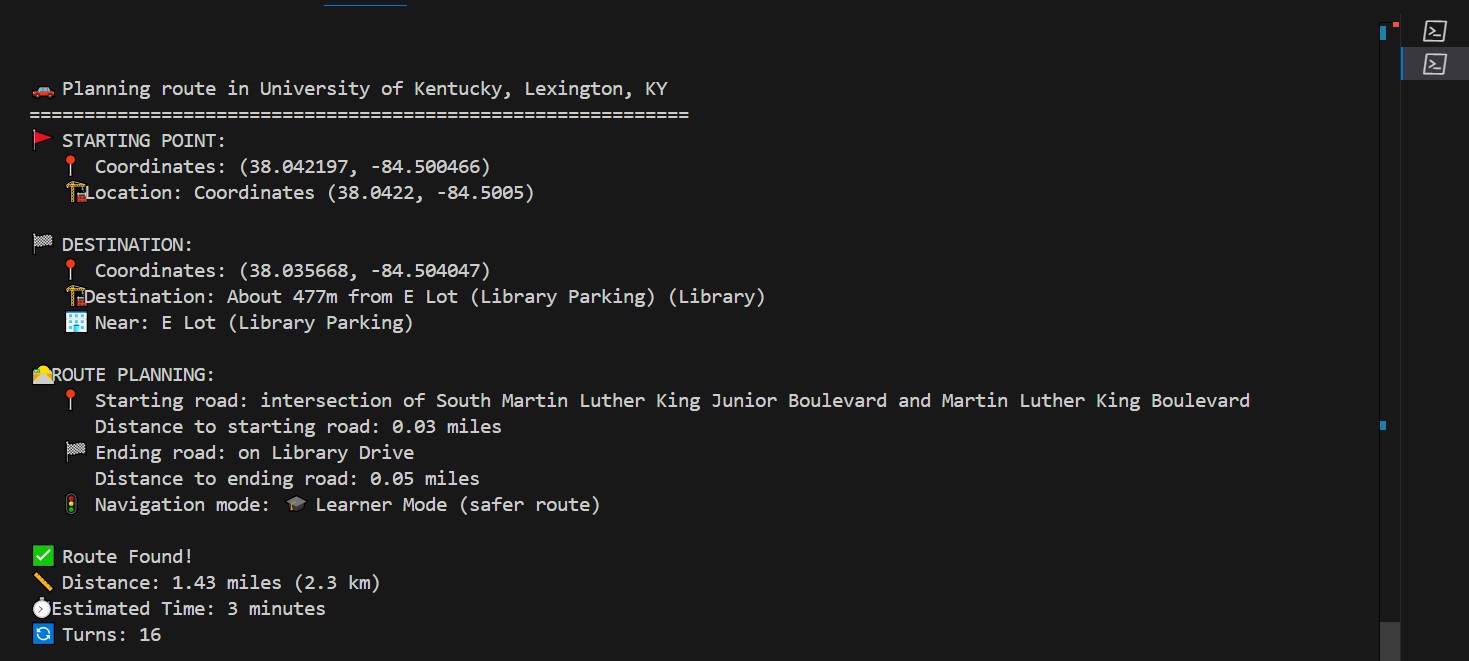 🚗 Planning route in University of Kentucky, Lexington, KY
============================================================
🚩 STARTING POINT:
📍 Coordinates: (38.042197, -84.500466)
🏗️Location: Coordinates (38.0422, -84.5005)
🏁 DESTINATION:
📍 Coordinates: (38.035668, -84.504047)
🏗️Destination: About 477m from E Lot (Library Parking) (Library)
🏢 Near: E Lot (Library Parking)
🛣️ROUTE PLANNING:
📍 Starting road: intersection of South Martin Luther King Junior Boulevard and Martin Luther King Boulevard
Distance to starting road: 0.03 miles
🏁 Ending road: on Library Drive
Distance to ending road: 0.05 miles
🚦 Navigation mode: 🎓 Learner Mode (safer route)
✅ Route Found!
📏 Distance: 1.43 miles (2.3 km)
⏱️Estimated Time: 3 minutes
🔄 Turns: 16